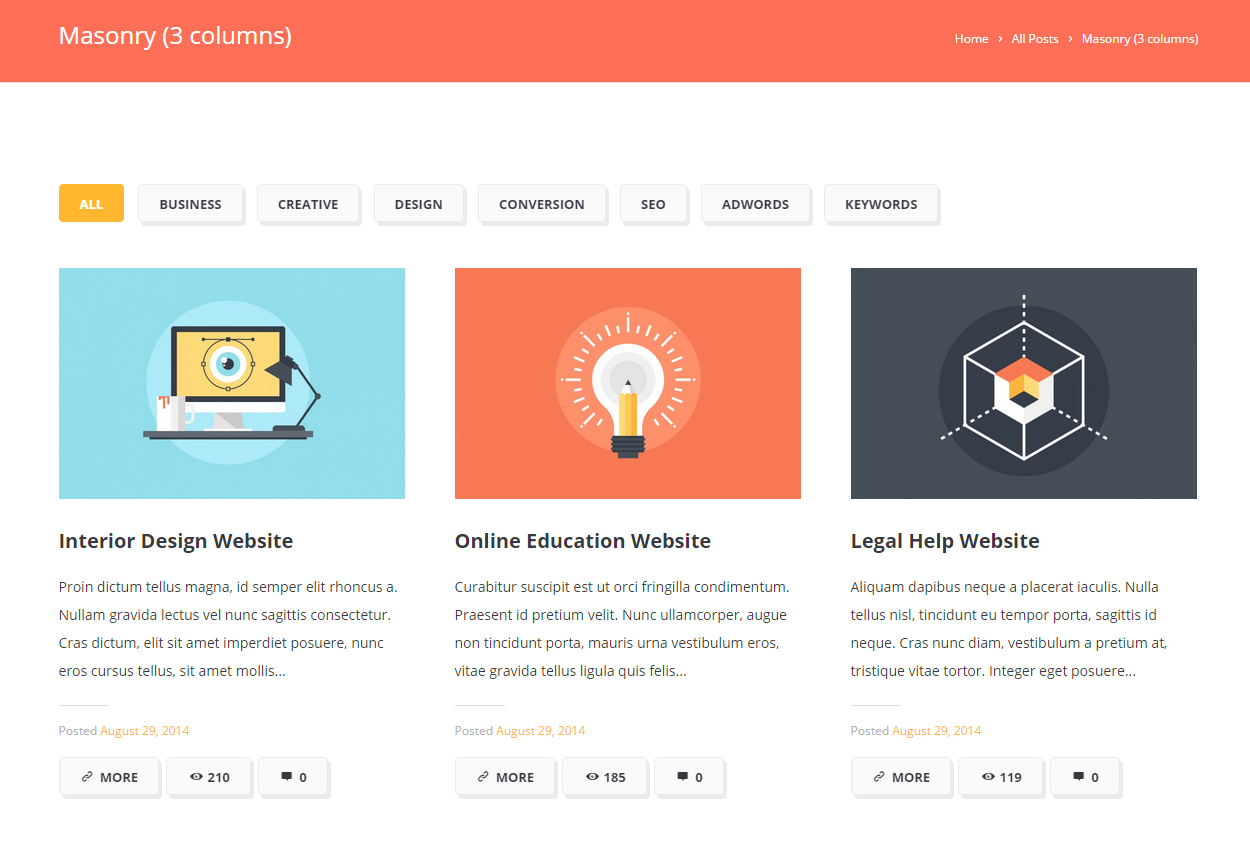 Masonry (3 columns)
Home › All Posts › Masonry (3 columns)
ALL
BUSINESS
CREATIVE
DESIGN
CONVERSION
SEO
ADWORDS
KEYWORDS
Interior Design Website
Proin dictum tellus magna, id semper elit rhoncus a.
Nullam gravida lectus vel nunc sagittis consectetur.
Cras dictum, elit sit amet imperdiet posuere, nunc
eros cursus tellus, sit amet mollis...
Posted August 29, 2014
MORE
210
0
Online Education Website
Curabitur suscipit est ut orci fringilla condimentum.
Praesent id pretium velit. Nunc ullamcorper, augue
non tincidunt porta, mauris urna vestibulum eros,
vitae gravida tellus ligula quis felis...
Posted August 29, 2014
MORE
185
0
Legal Help Website
Aliquam dapibus neque a placerat iaculis. Nulla
tellus nisl, tincidunt eu tempor porta, sagittis id
neque. Cras nunc diam, vestibulum a pretium at,
tristique vitae tortor. Integer eget posuere...
Posted August 29, 2014
MORE
119
0